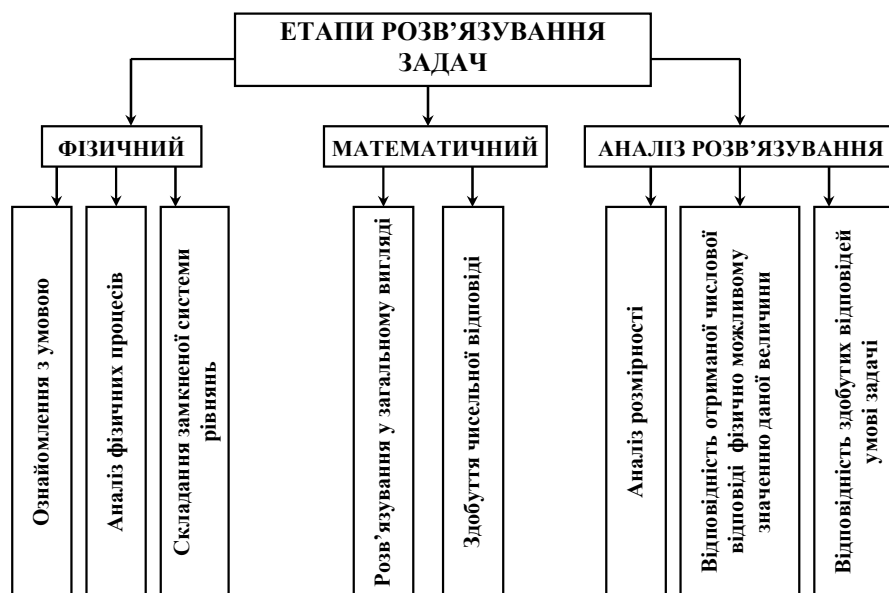 ЕТАПИ РОЗВ’ЯЗУВАННЯ
ЗАДАЧ
ФІЗИЧНИЙ
МАТЕМАТИЧНИЙ
АНАЛІЗ РОЗВ’ЯЗУВАННЯ
Ознайомлення з умовою
Аналіз фізичних процесів
Складання замкненої системи
рівнянь
Розв’язування у загальному вигляді
Здобуття чисельної відповіді
Аналіз розмірності
Відповідність отриманої числової
відповіді фізично можливому
значенню даної величини
Відповідність здобутих відповідей
умові задачі